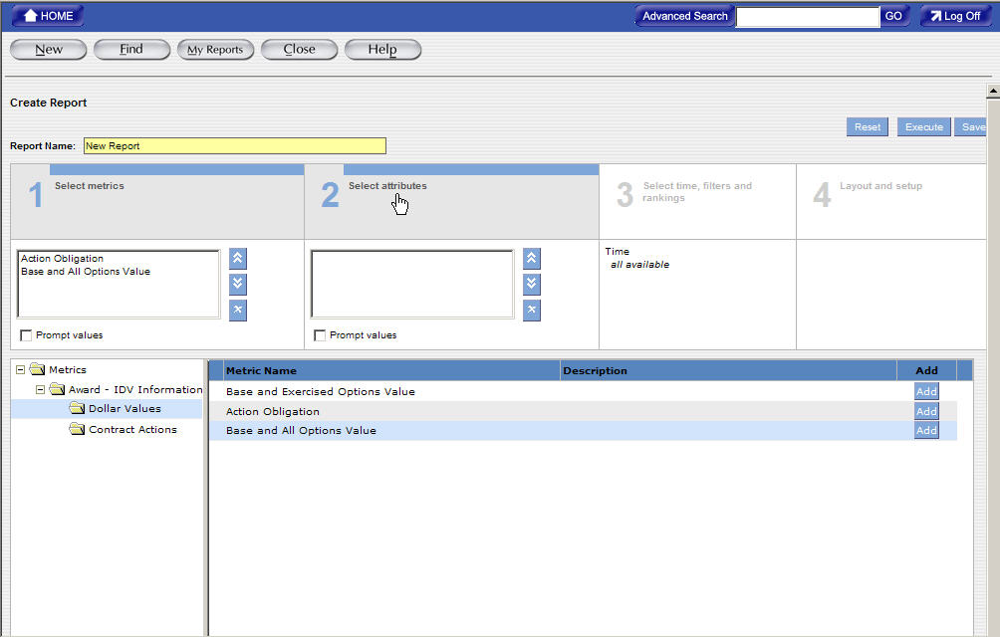 HOME
Advanced Search
GO
Log Off
New
Find
My Reports
Close
Help
Create Report
Reset
Execute
Save
Report Name:
New Report
1
Select metrics
2
Select attributes
3
Select time, filters and
rankings
4
Layout and setup
Action Obligation
Base and All Options Value
Prompt values
Prompt values
Time
all available
Metrics
Award - IDV Information
Dollar Values
Contract Actions
Metric Name
Description
Add
Base and Exercised Options Value
Add
Action Obligation
Add
Base and All Options Value
Add